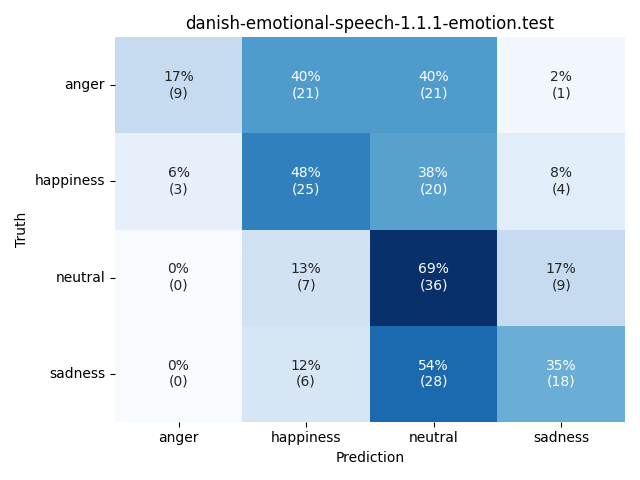 danish-emotional-speech-1.1.1-emotion.test
anger
17% 40% 40% 2%
(9) (21) (21) (1)
happiness
6% 48% 38% 8%
(3) (25) (20) (4)
Truth
neutral
0% 13% 69% 17%
(0) (7) (36) (9)
sadness
0% 12% 54% 35%
(0) (6) (28) (18)
anger happiness neutral sadness
Prediction